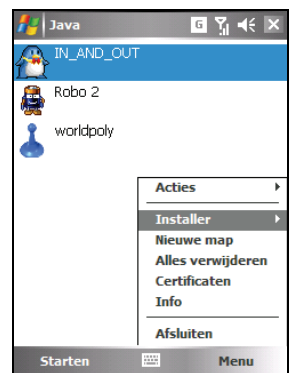 Java
G
IN_AND_OUT
Robo 2
worldpoly
Acties
Installer
Nieuwe map
Alles verwijderen
Certificaten
Info
Afsluiten
Starten
Menu